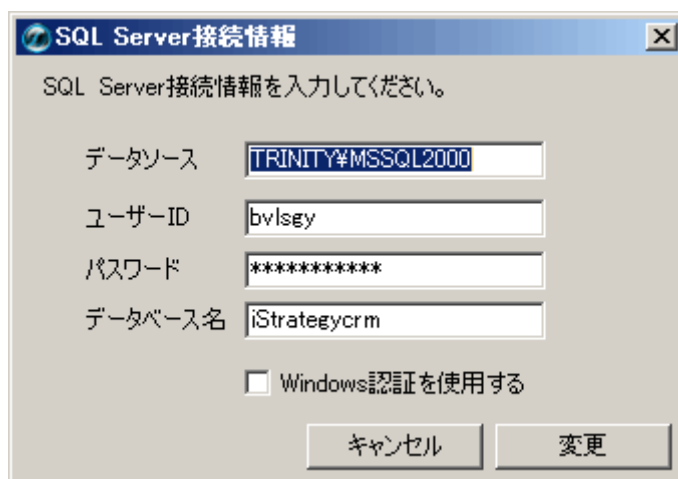 SQL Server接続情報
SQL Server接続情報を入力してください。
データソース TRINITY¥MSSQL2000
ユーザーID bvlsgy
パスワード ***********
データベース名 iStrategycrm
Windows認証を使用する
キャンセル 変更